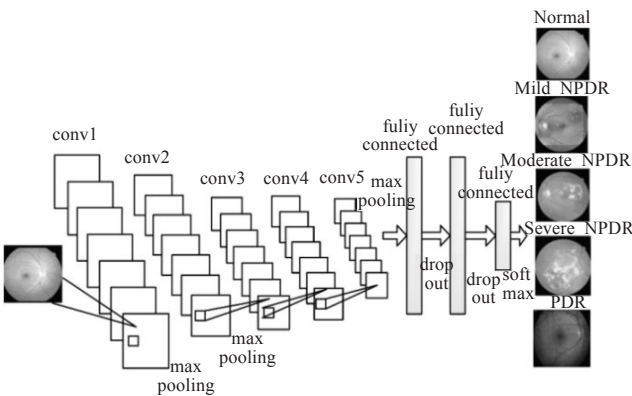 conv1
conv2
conv3
conv4
conv5
max
pooling
max
pooling
max
pooling
fuliy
connected
fuliy
connected
fuliy
connected
drop
out
drop
out
soft
max
Normal
Mild NPDR
Moderate NPDR
Severe NPDR
PDR